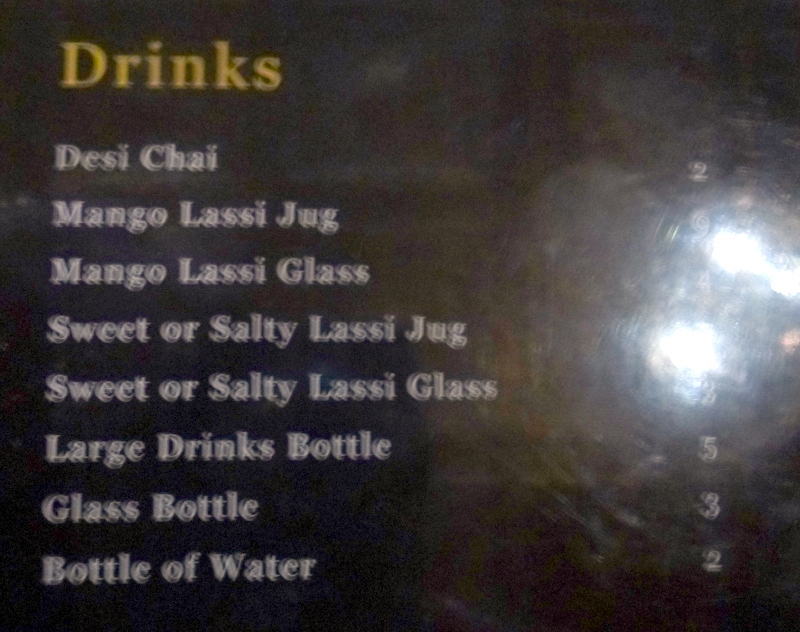 Drinks
Desi Chai 2
Mango Lassi Jug
Mango Lassi Glass
Sweet or Salty Lassi Jug
Sweet or Salty Lassi Glass
Large Drinks Bottle 5
Glass Bottle 3
Bottle of Water 2